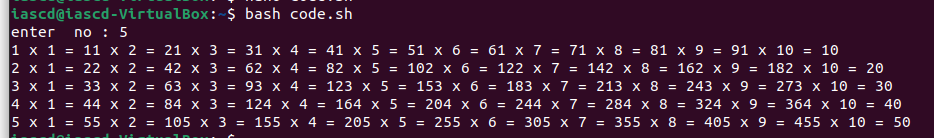 iascd@iascd-VirtualBox:~$ bash code.sh
enter  no : 5
1 x 1 = 11 x 2 = 21 x 3 = 31 x 4 = 41 x 5 = 51 x 6 = 61 x 7 = 71 x 8 = 81 x 9 = 91 x 10 = 10
2 x 1 = 22 x 2 = 42 x 3 = 62 x 4 = 82 x 5 = 102 x 6 = 122 x 7 = 142 x 8 = 162 x 9 = 182 x 10 = 20
3 x 1 = 33 x 2 = 63 x 3 = 93 x 4 = 123 x 5 = 153 x 6 = 183 x 7 = 213 x 8 = 243 x 9 = 273 x 10 = 30
4 x 1 = 44 x 2 = 84 x 3 = 124 x 4 = 164 x 5 = 204 x 6 = 244 x 7 = 284 x 8 = 324 x 9 = 364 x 10 = 40
5 x 1 = 55 x 2 = 105 x 3 = 155 x 4 = 205 x 5 = 255 x 6 = 305 x 7 = 355 x 8 = 405 x 9 = 455 x 10 = 50